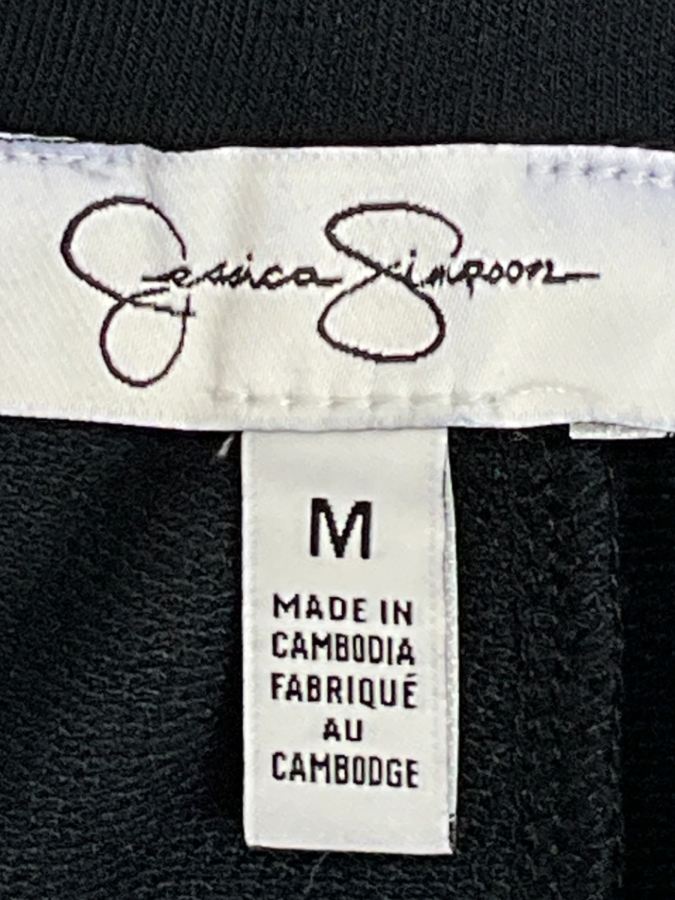 Jessica Simpson
M
MADE IN
CAMBODIA
FABRIQUÉ
AU
CAMBODGE